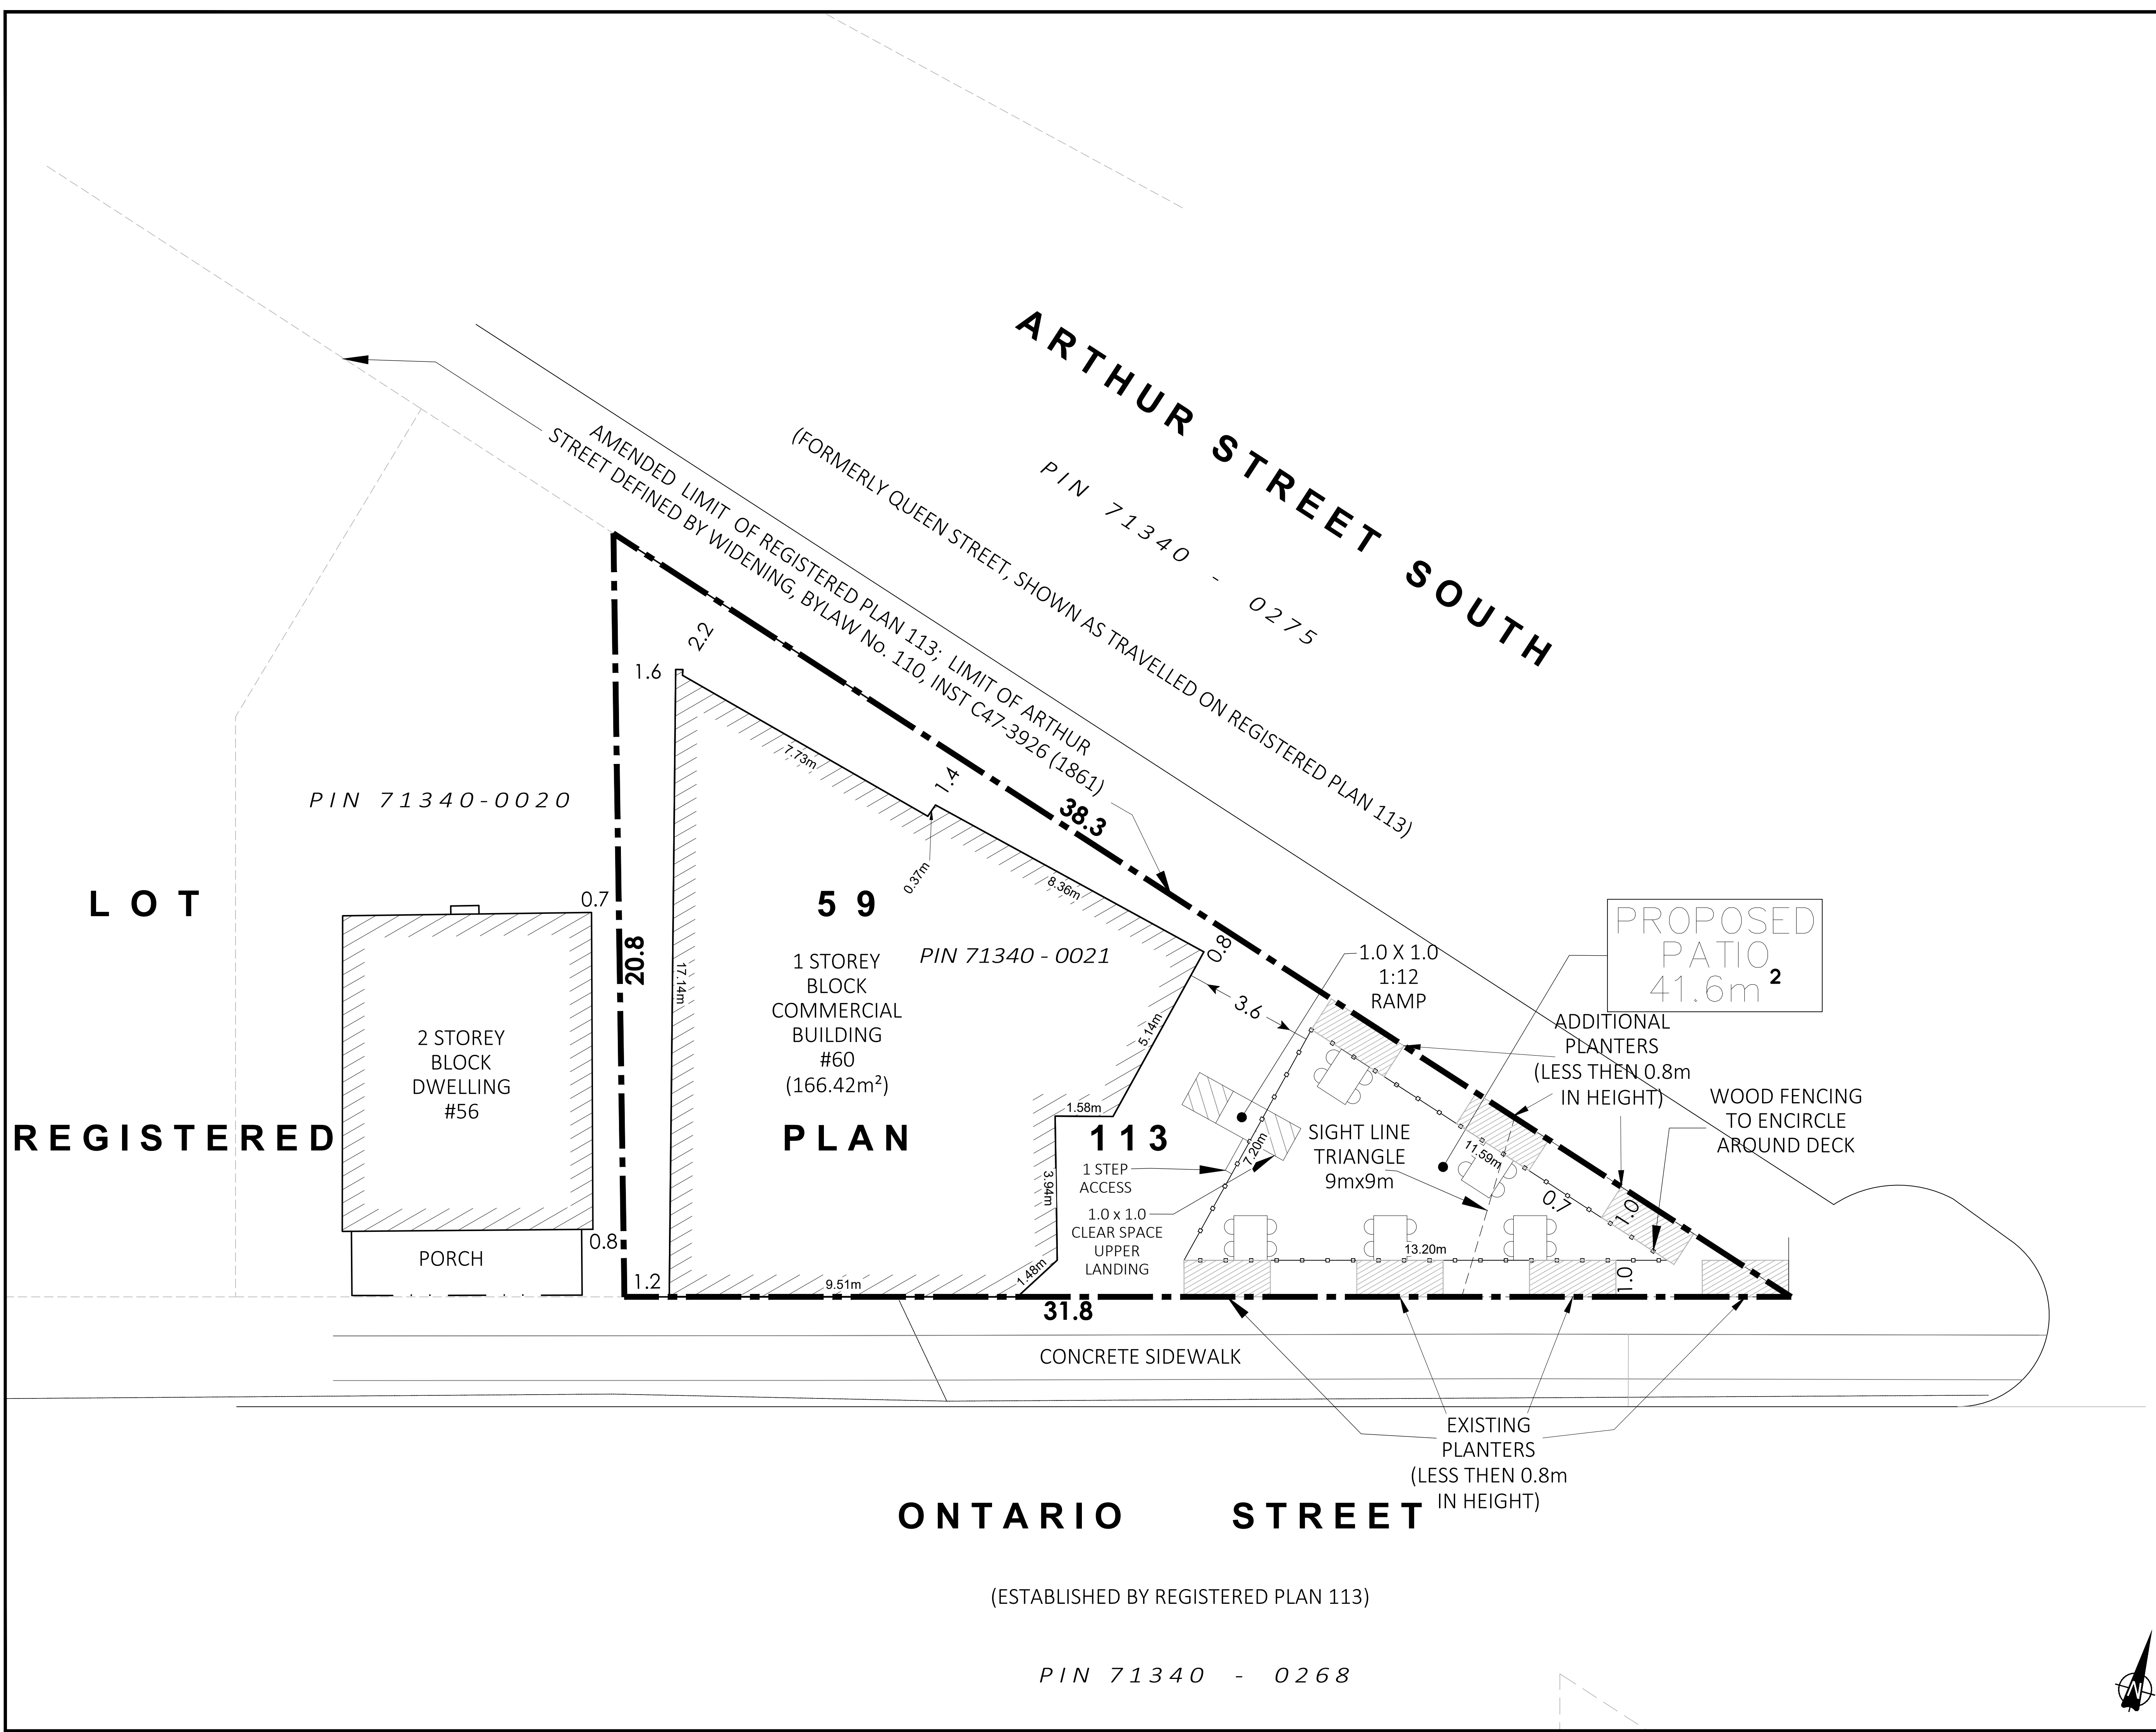 ARTHUR STREET SOUTH
PIN 71340 - 0275
(FORMERLY QUEEN STREET, SHOWN AS TRAVELLED ON REGISTERED PLAN 113)
AMENDED LIMIT OF REGISTERED PLAN 113; LIMIT OF ARTHUR
STREET DEFINED BY WIDENING, BYLAW No. 110, INST C47-3926 (1861)
2.2
1.6
7.73m
1.4
38.3
PIN 71340-0020
0.37m
8.36m
LOT
0.7
59
20.8
17.14m
PIN 71340 - 0021
0.8
1 STOREY
BLOCK
COMMERCIAL
BUILDING
#60
(166.42m²)
3.6
5.14m
1.0 X 1.0
1:12
RAMP
PROPOSED
PATIO
41.6m²
ADDITIONAL
PLANTERS
(LESS THEN 0.8m
IN HEIGHT)
WOOD FENCING
TO ENCIRCLE
AROUND DECK
2 STOREY
BLOCK
DWELLING
#56
REGISTERED
PLAN
113
1.58m
1 STEP
ACCESS
7.20m
SIGHT LINE
TRIANGLE
9mx9m
11.59m
0.7
1.0
3.94m
1.0 x 1.0
CLEAR SPACE
UPPER
LANDING
13.20m
0.8
PORCH
1.2
9.51m
1.48m
1.0
31.8
CONCRETE SIDEWALK
EXISTING
PLANTERS
(LESS THEN 0.8m
IN HEIGHT)
ONTARIO STREET
(ESTABLISHED BY REGISTERED PLAN 113)
PIN 71340 - 0268
N